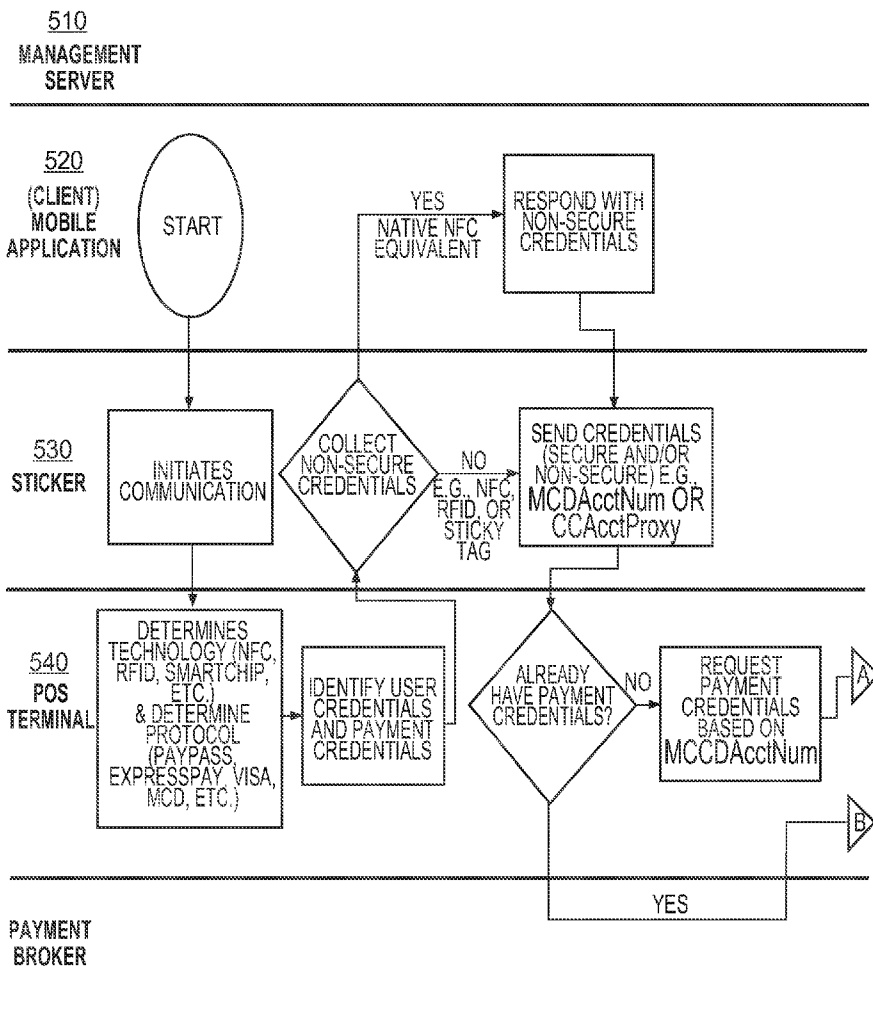 510
MANAGEMENT
SERVER
520
(CLIENT)
MOBILE
APPLICATION
START
YES
NATIVE NFC
EQUIVALENT
RESPOND WITH
NON-SECURE
CREDENTIALS
530
STICKER
INITIATES
COMMUNICATION
COLLECT
NON-SECURE
CREDENTIALS
NO
E.G., NFC,
RFID, OR
STICKY
TAG
SEND CREDENTIALS
(SECURE AND/OR
NON-SECURE) E.G.,
MCDAcctNum OR
CCAcctProxy
540
POS
TERMINAL
DETERMINES
TECHNOLOGY (NFC,
RFID, SMARTCHIP,
ETC.)
& DETERMINE
PROTOCOL
(PAYPASS,
EXPRESSPAY, VISA,
MCD, ETC.)
IDENTIFY USER
CREDENTIALS
AND PAYMENT
CREDENTIALS
ALREADY
HAVE PAYMENT
CREDENTIALS?
NO
REQUEST
PAYMENT
CREDENTIALS
BASED ON
MCCDAcctNum
A
B
YES
PAYMENT
BROKER